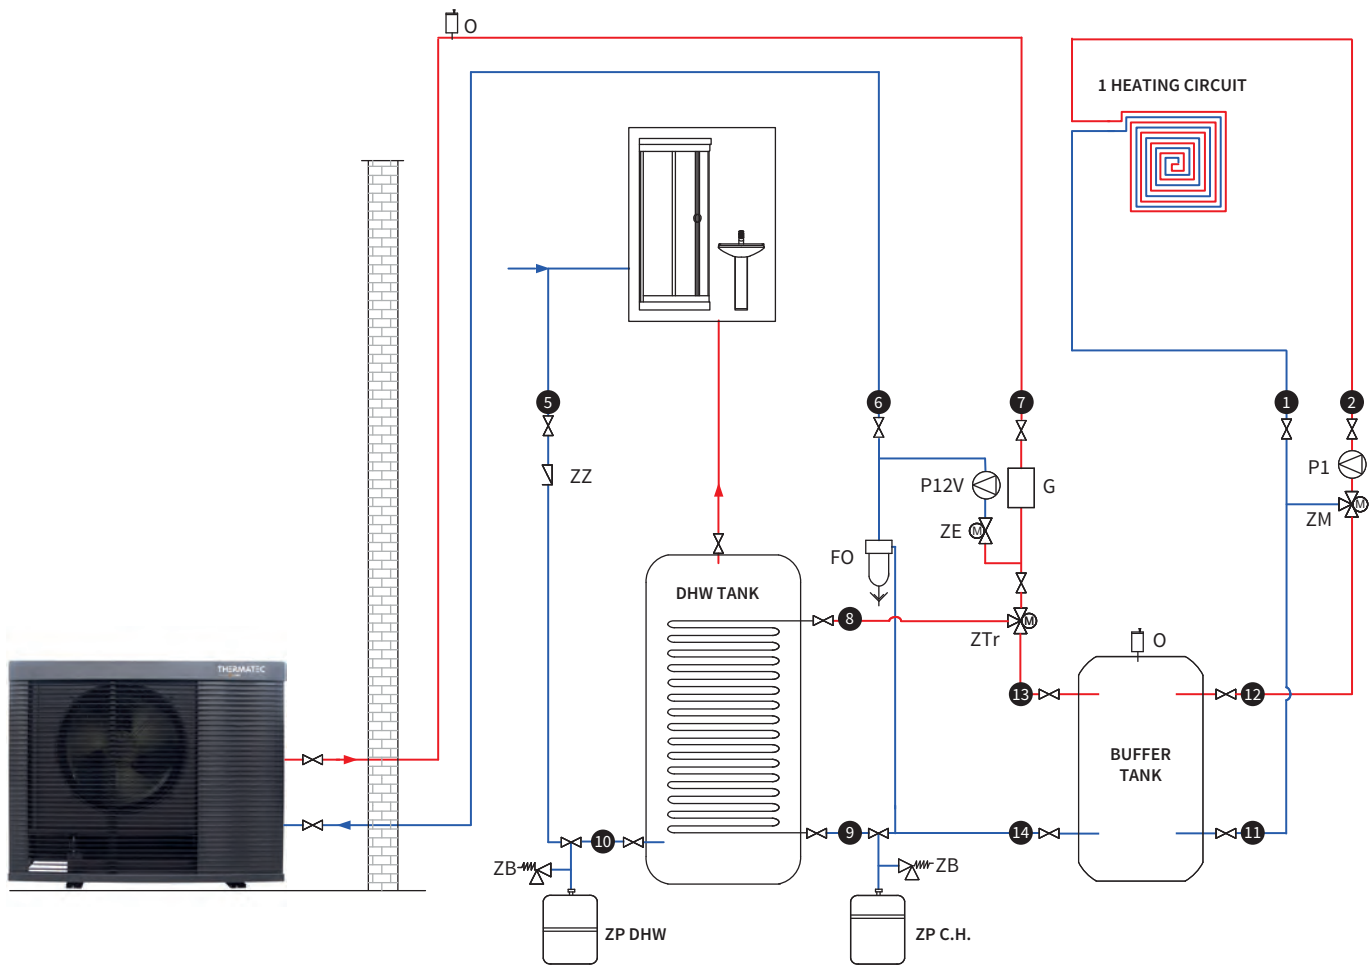 O
1 HEATING CIRCUIT
5
6
7
1
2
ZZ
P12V
G
P1
ZE
M
ZM
M
FO
DHW TANK
8
ZTr
M
O
13
12
THERMATEC
BUFFER
TANK
10
9
14
11
ZB
ZB
ZP DHW
ZP C.H.